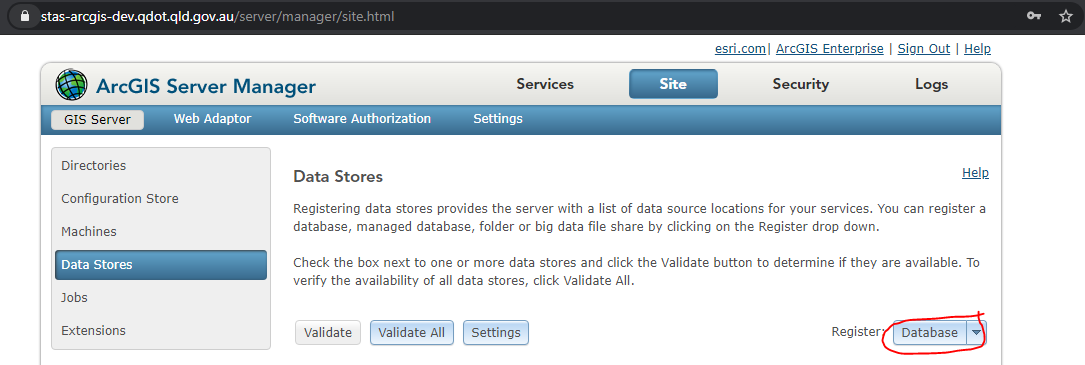 stas-arcgis-dev.qdot.qld.gov.au/server/manager/site.html
esri.com| ArcGIS Enterprise | Sign Out | Help
ArcGIS Server Manager Services Site Security Logs
GIS Server Web Adaptor Software Authorization Settings
Directories
Configuration Store
Machines
Data Stores
Jobs
Extensions
Data Stores Help
Registering data stores provides the server with a list of data source locations for your services. You can register a
database, managed database, folder or big data file share by clicking on the Register drop down.
Check the box next to one or more data stores and click the Validate button to determine if they are available. To
verify the availability of all data stores, click Validate All.
Validate Validate All Settings Register: Database